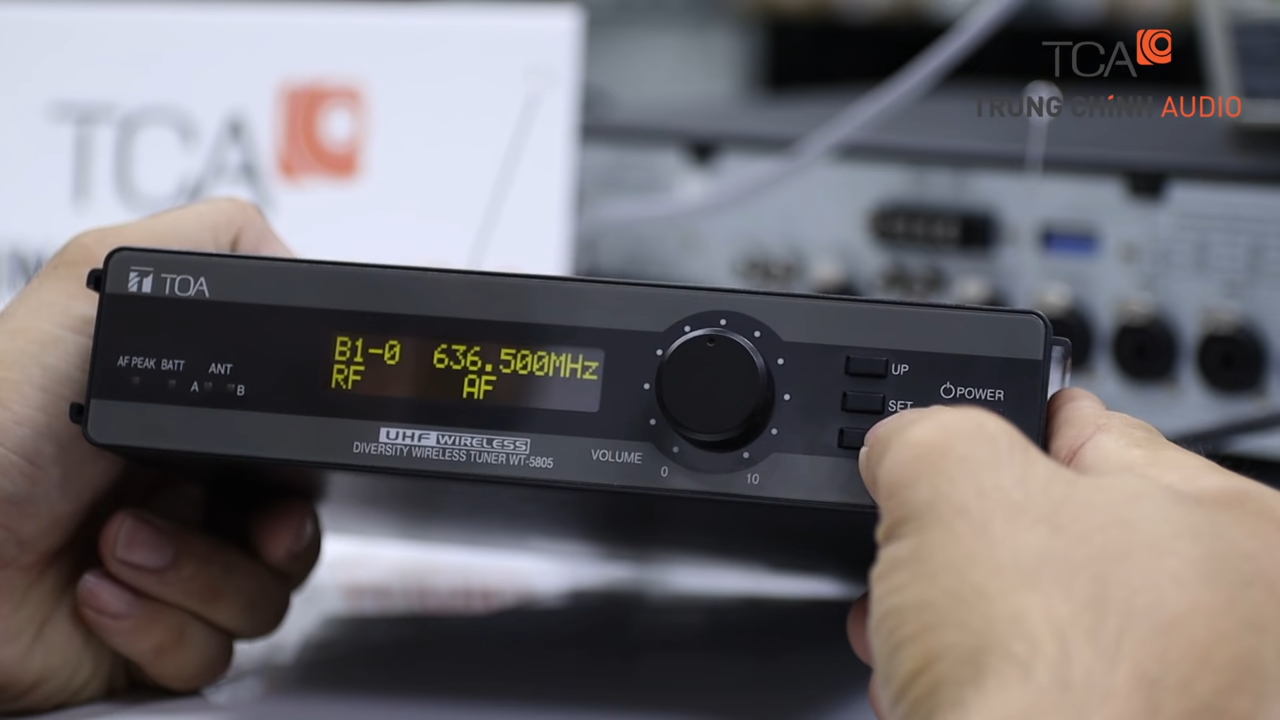 TCA
TRUNG CHÍNH AUDIO
TCA
TOA
AF PEAK BATT ANT
A B
B1-0 636.500MHz
RF AF
UHF WIRELESS
DIVERSITY WIRELESS TUNER WT-5805
VOLUME
0 10
UP
SET
POWER